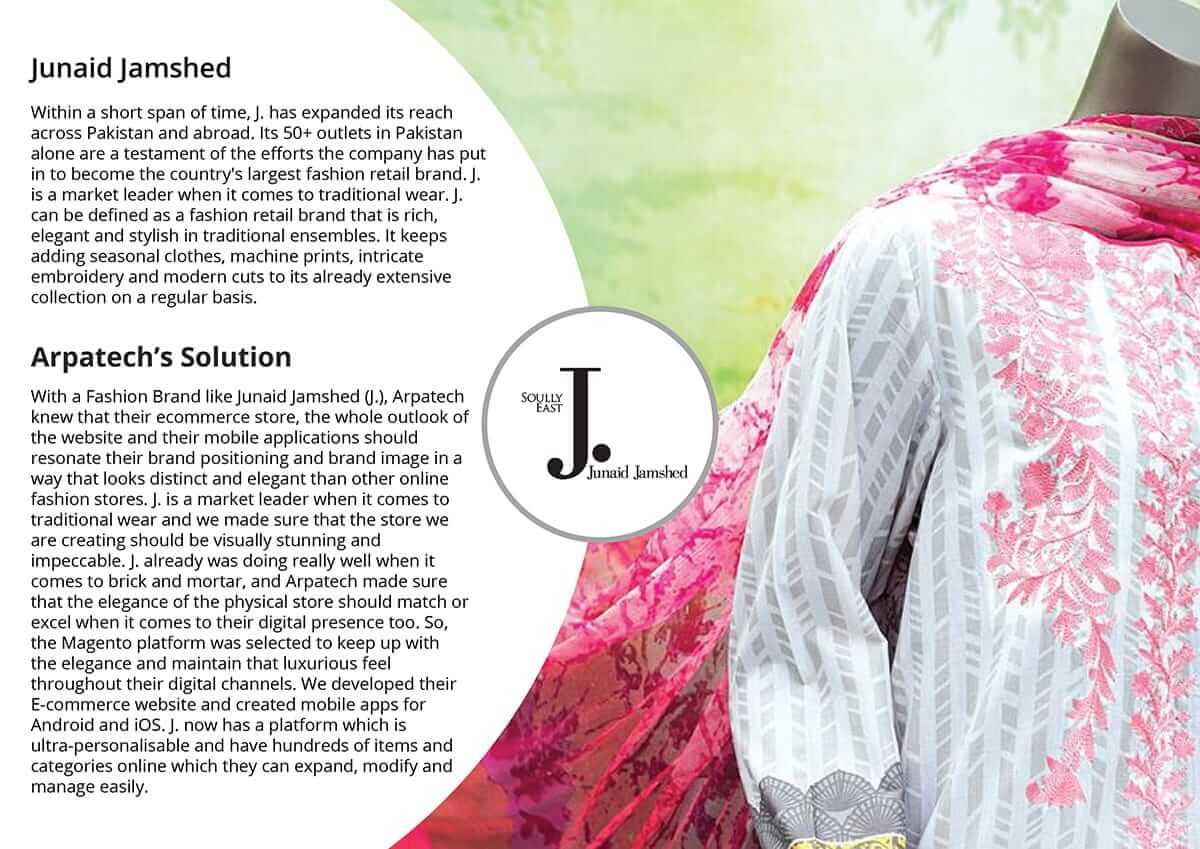 Junaid Jamshed
Within a short span of time, J. has expanded its reach
across Pakistan and abroad. Its 50+ outlets in Pakistan
alone are a testament of the efforts the company has put
in to become the country's largest fashion retail brand. J.
is a market leader when it comes to traditional wear. J.
can be defined as a fashion retail brand that is rich,
elegant and stylish in traditional ensembles. It keeps
adding seasonal clothes, machine prints, intricate
embroidery and modern cuts to its already extensive
collection on a regular basis.
Arpatech’s Solution
With a Fashion Brand like Junaid Jamshed (J.), Arpatech
knew that their ecommerce store, the whole outlook of
the website and their mobile applications should
resonate their brand positioning and brand image in a
way that looks distinct and elegant than other online
fashion stores. J. is a market leader when it comes to
traditional wear and we made sure that the store we
are creating should be visually stunning and
impeccable. J. already was doing really well when it
comes to brick and mortar, and Arpatech made sure
that the elegance of the physical store should match or
excel when it comes to their digital presence too. So,
the Magento platform was selected to keep up with
the elegance and maintain that luxurious feel
throughout their digital channels. We developed their
E-commerce website and created mobile apps for
Android and iOS. J. now has a platform which is
ultra-personalisable and have hundreds of items and
categories online which they can expand, modify and
manage easily.
SOULLY
EAST
J.
Junaid Jamshed